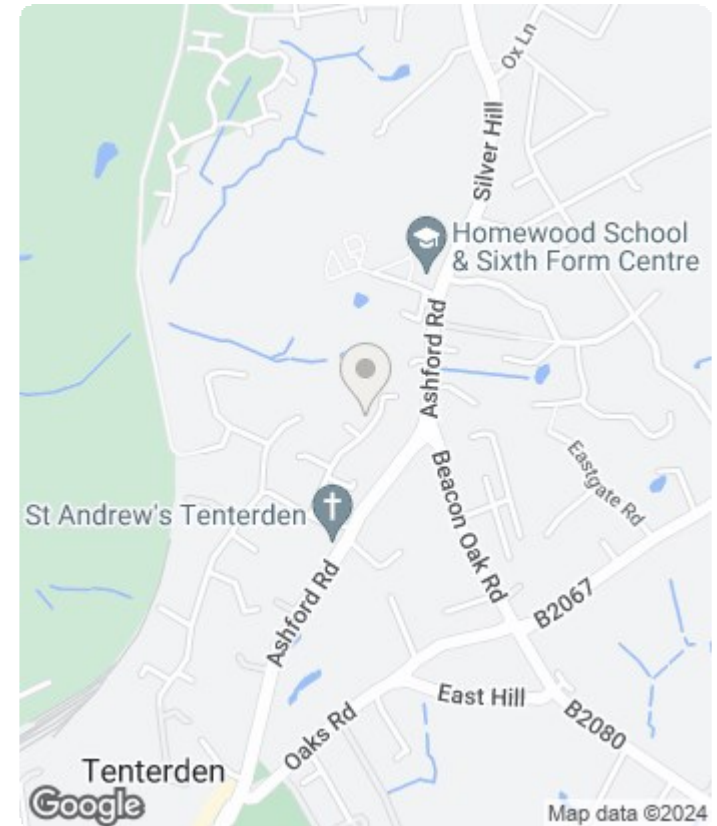 Ox Ln
Silver Hill
Homewood School
& Sixth Form Centre
Ashford Rd
Eastgate Rd
Beacon Oak Rd
St Andrew's Tenterden
Ashford Rd
B2067
East Hill
B2080
Oaks Rd
Tenterden
Google
Map data ©2024